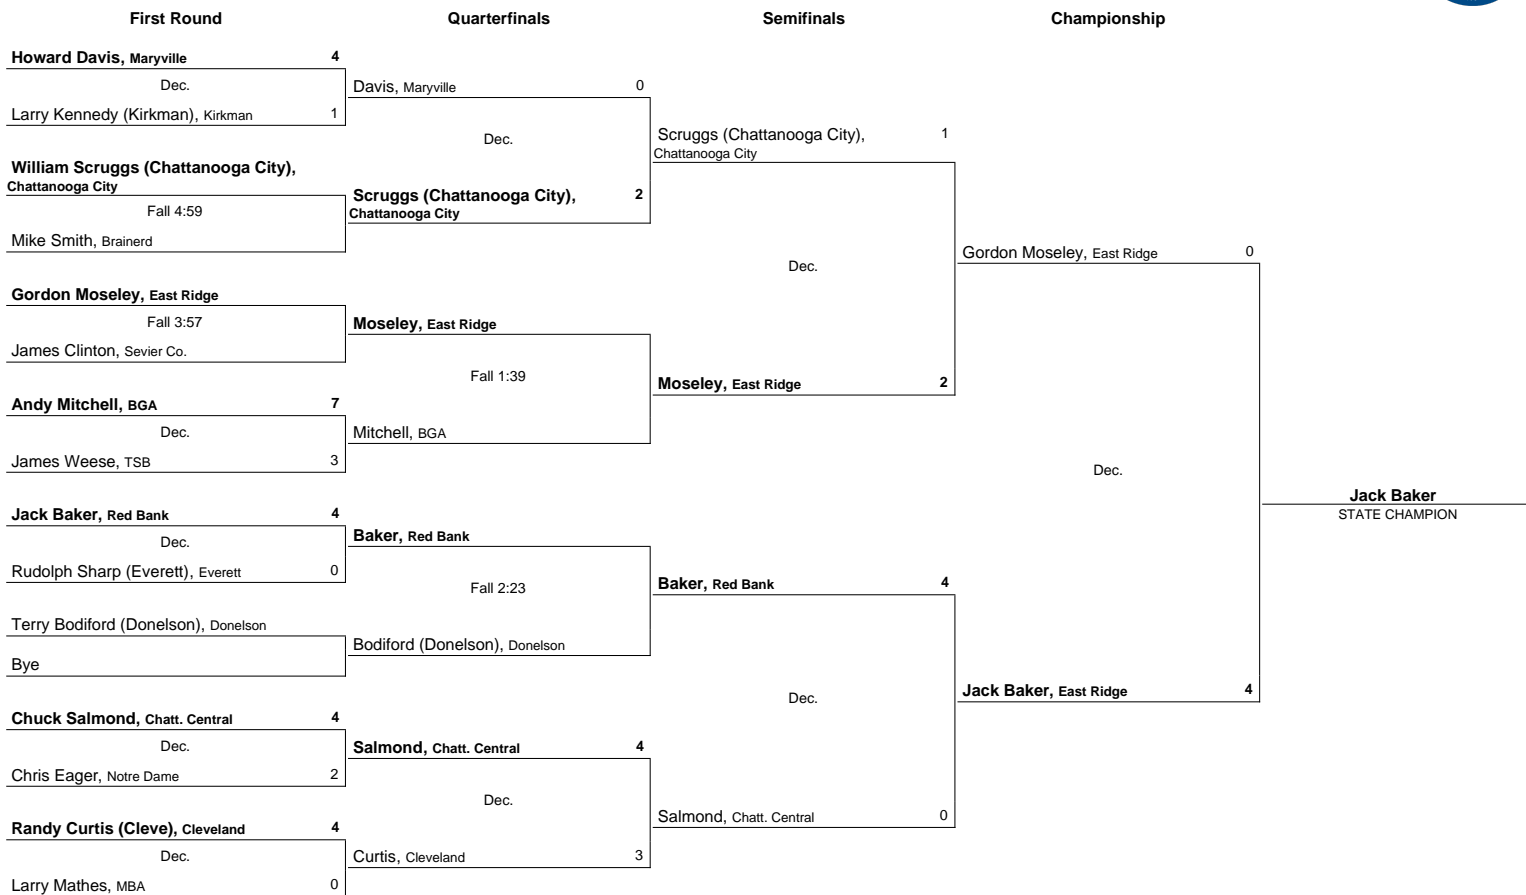 First Round
Quarterfinals
Semifinals
Championship
Howard Davis, Maryville 4
Dec.
Larry Kennedy (Kirkman), Kirkman 1
William Scruggs (Chattanooga City),
Chattanooga City
Fall 4:59
Mike Smith, Brainerd
Gordon Moseley, East Ridge
Fall 3:57
James Clinton, Sevier Co.
Andy Mitchell, BGA 7
Dec.
James Weese, TSB 3
Jack Baker, Red Bank 4
Dec.
Rudolph Sharp (Everett), Everett 0
Terry Bodiford (Donelson), Donelson
Bye
Chuck Salmond, Chatt. Central 4
Dec.
Chris Eager, Notre Dame 2
Randy Curtis (Cleve), Cleveland 4
Dec.
Larry Mathes, MBA 0
Davis, Maryville 0
Dec.
Scruggs (Chattanooga City), 2
Chattanooga City
Moseley, East Ridge
Fall 1:39
Mitchell, BGA
Baker, Red Bank
Fall 2:23
Bodiford (Donelson), Donelson
Salmond, Chatt. Central 4
Dec.
Curtis, Cleveland 3
Scruggs (Chattanooga City), 1
Chattanooga City
Dec.
Moseley, East Ridge 2
Baker, Red Bank 4
Dec.
Salmond, Chatt. Central 0
Gordon Moseley, East Ridge 0
Dec.
Jack Baker, East Ridge 4
Jack Baker
STATE CHAMPION